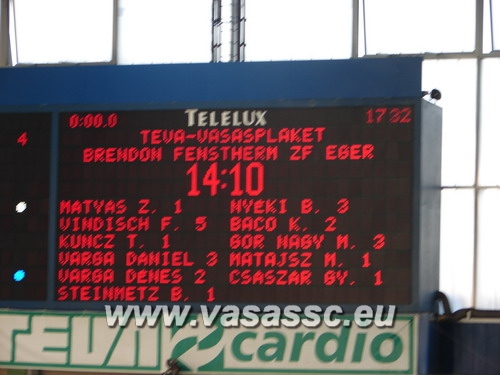 0:00.0 TELELUX 17:32
4
TEVA-VASASPLAKET
BRENDON FENSTHERM ZF EGER
14:10
MATYAS Z. 1 NYEKI B. 3
VINDISCH F. 5 BACO K. 2
KUNCZ T. 1 GOR NAGY M. 3
VARGA DANIEL 3 MATAJSZ M. 1
VARGA DENES 2 CSASZAR GY. 1
STEINMETZ B. 1
www.vasassc.eu
TEVA cardio